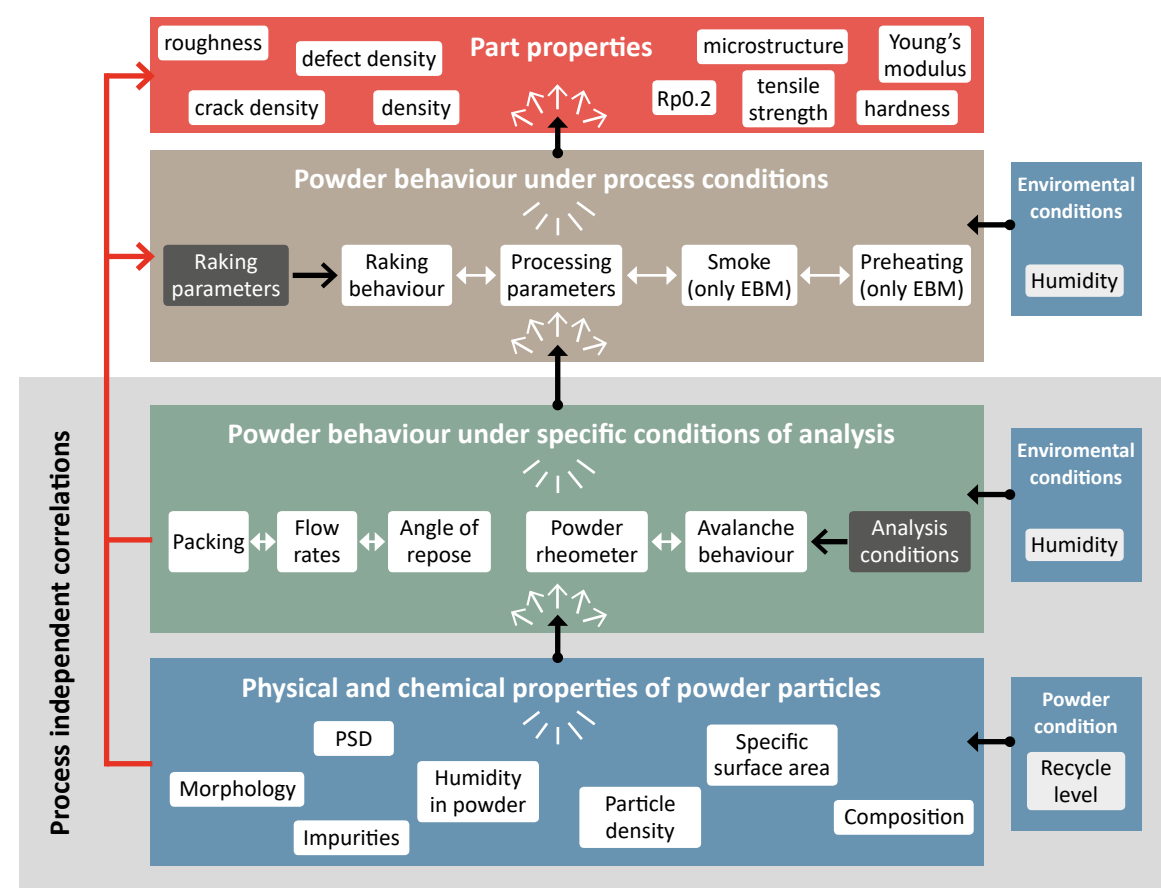 Part properties
roughness
defect density
crack density
density
microstructure
Young’s
modulus
Rp0.2
tensile
strength
hardness
Powder behaviour under process conditions
Raking
parameters
Raking
behaviour
Processing
parameters
Smoke
(only EBM)
Preheating
(only EBM)
Enviromental
conditions
Humidity
Process independent correlations
Powder behaviour under specific conditions of analysis
Packing
Flow
rates
Angle of
repose
Powder
rheometer
Avalanche
behaviour
Analysis
conditions
Enviromental
conditions
Humidity
Physical and chemical properties of powder particles
PSD
Morphology
Impurities
Humidity
in powder
Particle
density
Specific
surface area
Composition
Powder
condition
Recycle
level